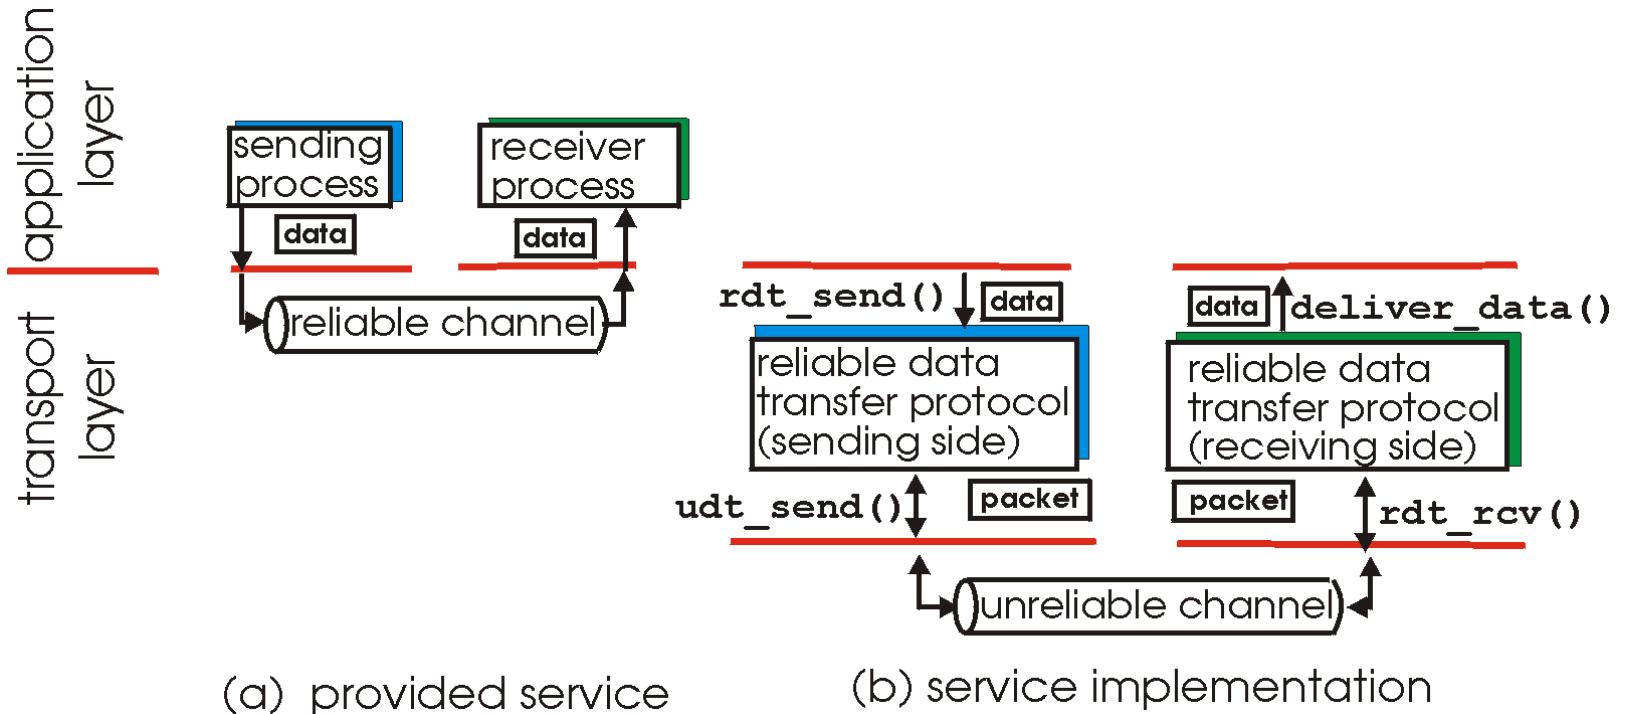 application
layer
transport
layer
sending
process
data
receiver
process
data
reliable channel
(a) provided service
rdt_send()
data
reliable data
transfer protocol
(sending side)
udt_send()
packet
data
deliver_data()
reliable data
transfer protocol
(receiving side)
packet
rdt_rcv()
unreliable channel
(b) service implementation